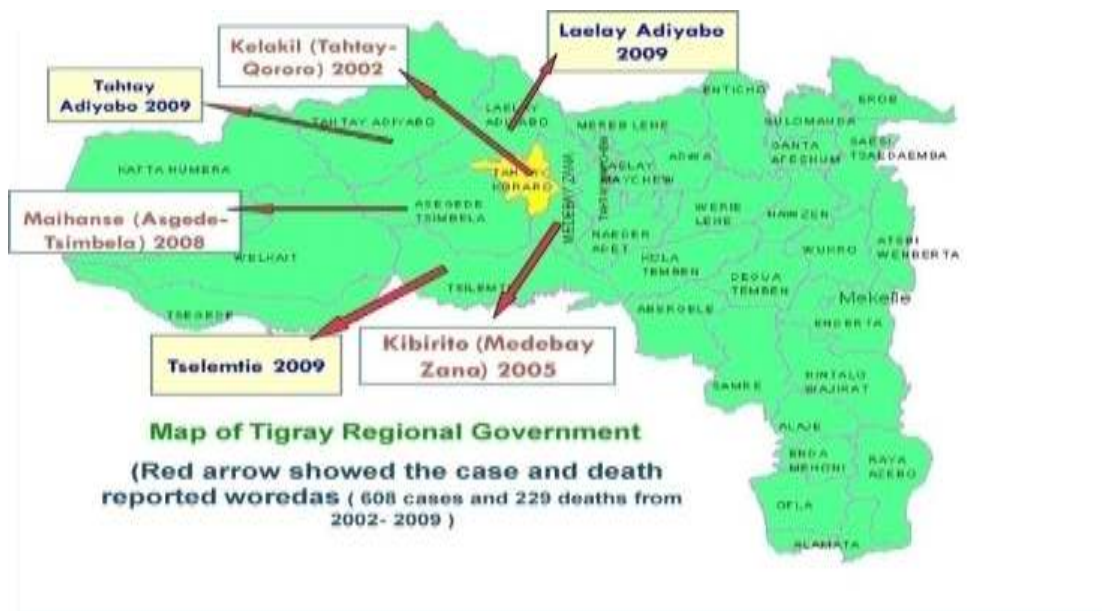 Laelay Adiyabo
2009
Kelakil (Tahtay-
Qororo) 2002
Tahtay
Adiyabo 2009
ENTICHO
EROB
LAELAY
ADIYABO
TAHTAY ADIYABO
MEREB LEHE
GULOMAHDA
GANTA
AFESHUM
SAESI
TSAEDAEMBA
ADWA
LAELAY
MAYCHEW
KAFTA HUMERA
TAHTAY
KORARO
MEDEBAY ZANA
ASEGEDE
TSIMBELA
WERIE
LEHE
HAWZEN
Maihanse (Asgede-
Tsimbela) 2008
NAEDER
ADET
KOLA
TEMBEN
WUKRO
ATSBI
WENBERTA
WELKAIT
DEGUA
TEMBEN
TSILEMTI
Mekelle
ABERGELE
TSEGEDE
ENDERTA
Tselemtie 2009
Kibirito (Medebay
Zana) 2005
SAMRE
HINTALO
WAJIRAT
ALAJE
Map of Tigray Regional Government
ENDA
MEHONI
RAYA
AZEBO
(Red arrow showed the case and death
reported woredas ( 608 cases and 229 deaths from
2002- 2009 )
OFLA
ALAMATA